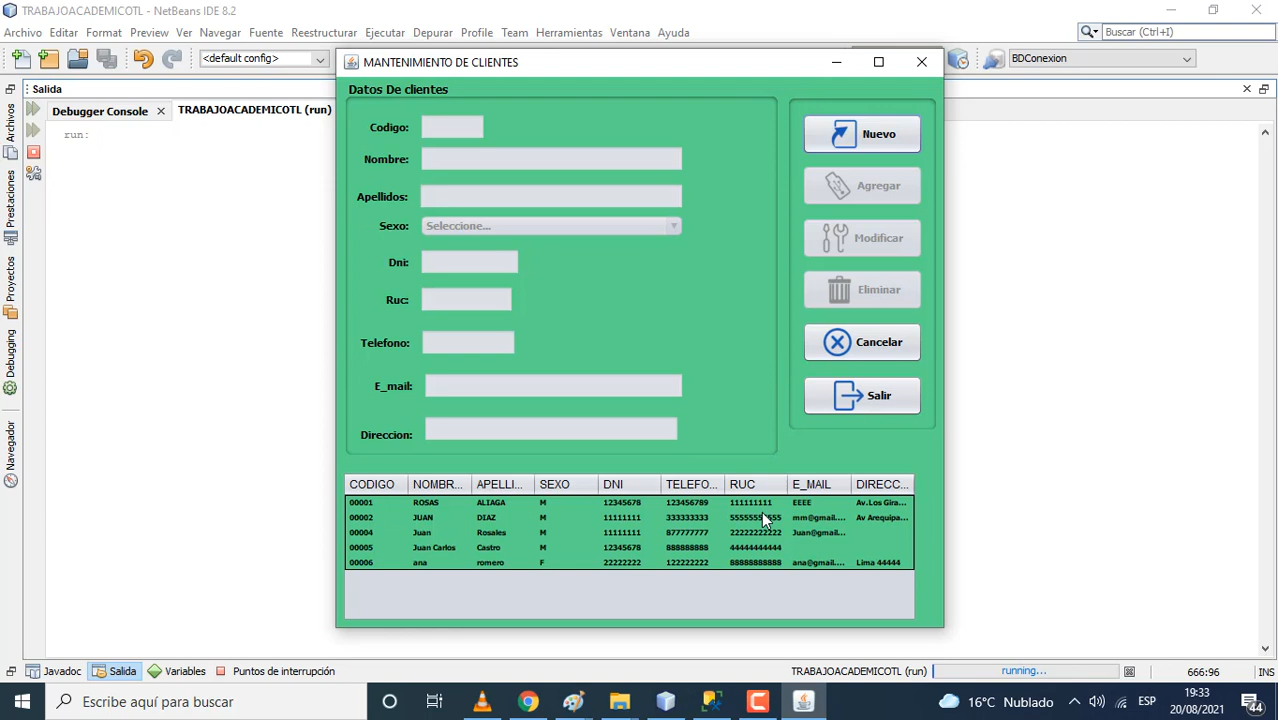 TRABAJOACADEMICOTL - NetBeans IDE 8.2
Archivo Editar Format Preview Ver Navegar Fuente Reestructurar Ejecutar Depurar Profile Team Herramientas Ventana Ayuda
Buscar (Ctrl+I)
<default config>
BDConexion
Salida
Debugger Console
TRABAJOACADEMICOTL (run)
run:
Archivos
Prestaciones
Proyectos
Debugging
Navegador
MANTENIMIENTO DE CLIENTES
Datos De clientes
Codigo:
Nombre:
Apellidos:
Sexo: Seleccione...
Dni:
Ruc:
Telefono:
E_mail:
Direccion:
Nuevo
Agregar
Modificar
Eliminar
Cancelar
Salir
CODIGO NOMBR... APELLI... SEXO DNI TELEFO... RUC E_MAIL DIRECC...
00001 ROSAS ALIAGA M 12345678 123456789 111111111 EEEE Av.Los Gira...
00002 JUAN DIAZ M 11111111 333333333 mm@gmail.... Av Arequipa...
00004 Juan Rosales M 11111111 877777777 22222222222 Juan@gmail...
00005 Juan Carlos Castro M 12345678 888888888 44444444444
00006 ana romero F 22222222 122222222 88888888888 ana@gmail.... Lima 44444
Javadoc Salida Variables Puntos de interrupción
TRABAJOACADEMICOTL (run) running... 666:96 INS
Escribe aquí para buscar
16°C Nublado ESP 19:33 20/08/2021 44